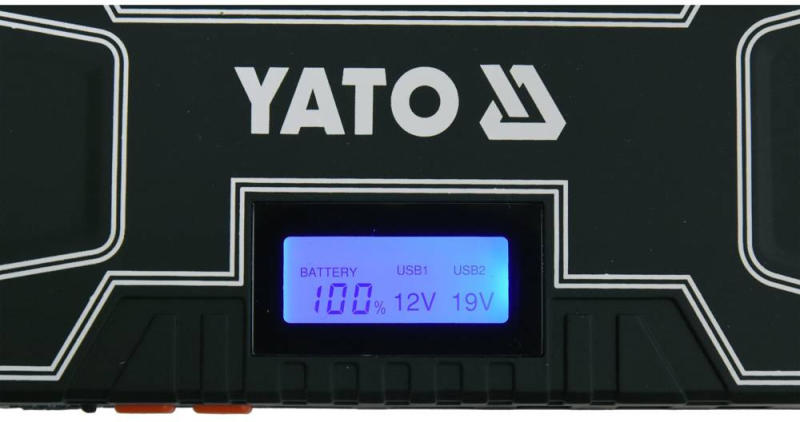 YATO
BATTERY USB1 USB2
100% 12V 19V